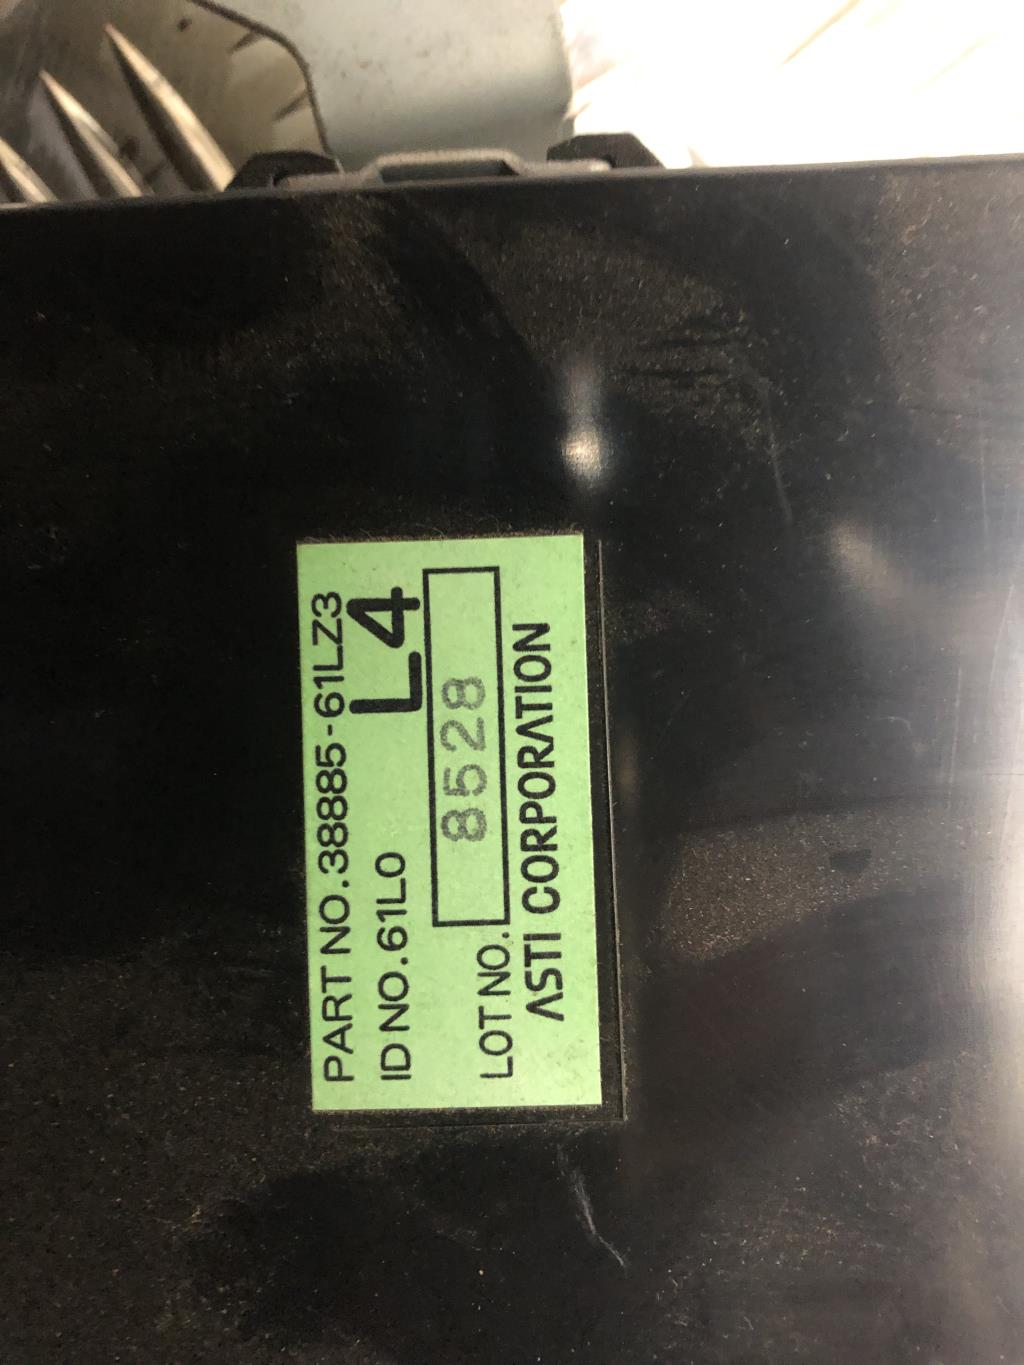 PART NO.38885-61LZ3
ID NO.61L0 L4
LOT NO. 8528
ASTI CORPORATION